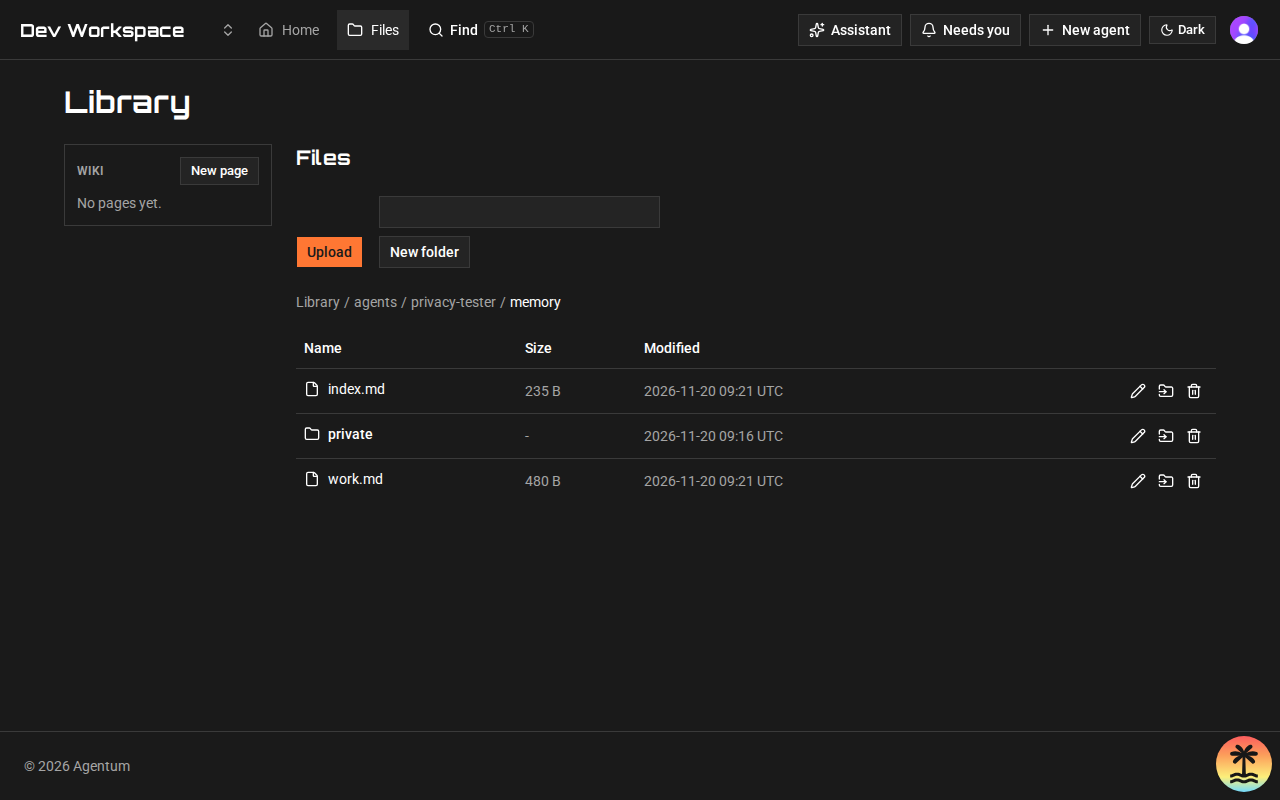 Dev Workspace
Home
Files
Find Ctrl K
Assistant
Needs you
New agent
Dark
Library
WIKI
New page
No pages yet.
Files
Upload
New folder
Library / agents / privacy-tester / memory
Name Size Modified
index.md 235 B 2026-11-20 09:21 UTC
private - 2026-11-20 09:16 UTC
work.md 480 B 2026-11-20 09:21 UTC
© 2026 Agentum